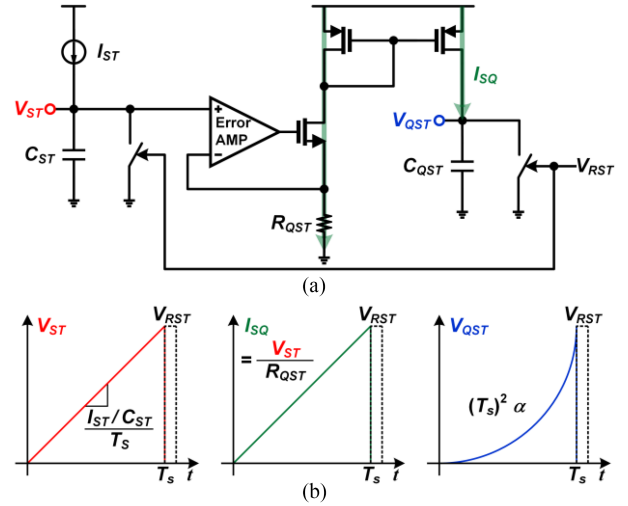 I_ST
V_ST
+
Error
AMP
−
I_SQ
V_QST
C_ST
C_QST
V_RST
R_QST
(a)
V_ST
V_RST
I_ST / C_ST
T_S
T_s
t
I_SQ
V_RST
= V_ST
R_QST
T_s
t
V_QST
V_RST
(T_s)² α
T_s
t
(b)